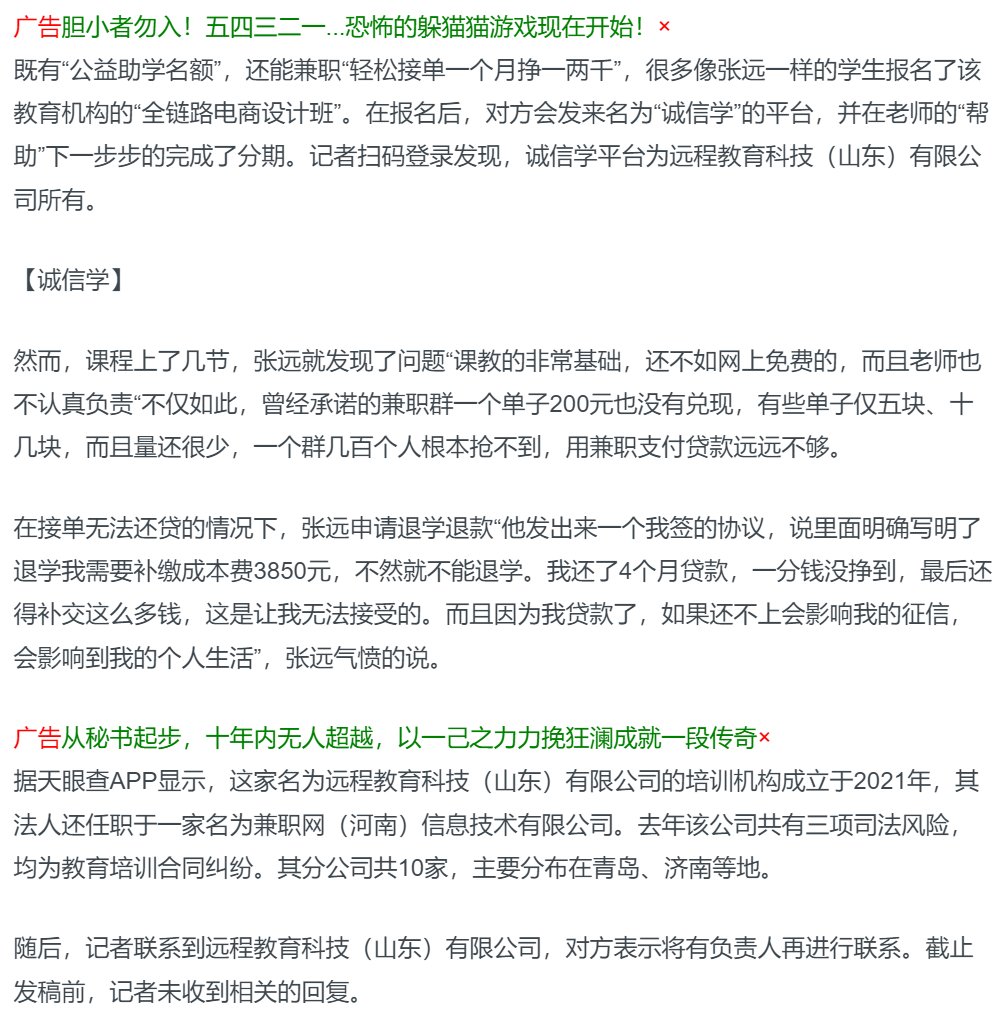 广告胆小者勿入！五四三二一...恐怖的躲猫猫游戏现在开始！×
既有“公益助学名额”，还能兼职“轻松接单一个月挣一两千”，很多像张远一样的学生报名了该
教育机构的“全链路电商设计班”。在报名后，对方会发来名为“诚信学”的平台，并在老师的“帮
助”下一步步的完成了分期。记者扫码登录发现，诚信学平台为远程教育科技（山东）有限公
司所有。
【诚信学】
然而，课程上了几节，张远就发现了问题“课教的非常基础，还不如网上免费的，而且老师也
不认真负责“不仅如此，曾经承诺的兼职群一个单子200元也没有兑现，有些单子仅五块、十
几块，而且量还很少，一个群几百个人根本抢不到，用兼职支付贷款远远不够。
在接单无法还贷的情况下，张远申请退学退款“他发出来一个我签的协议，说里面明确写明了
退学我需要补缴成本费3850元，不然就不能退学。我还了4个月贷款，一分钱没挣到，最后还
得补交这么多钱，这是让我无法接受的。而且因为我贷款了，如果还不上会影响我的征信，
会影响到我的个人生活”，张远气愤的说。
广告从秘书起步，十年内无人超越，以一己之力力挽狂澜成就一段传奇×
据天眼查APP显示，这家名为远程教育科技（山东）有限公司的培训机构成立于2021年，其
法人还任职于一家名为兼职网（河南）信息技术有限公司。去年该公司共有三项司法风险，
均为教育培训合同纠纷。其分公司共10家，主要分布在青岛、济南等地。
随后，记者联系到远程教育科技（山东）有限公司，对方表示将有负责人再进行联系。截止
发稿前，记者未收到相关的回复。